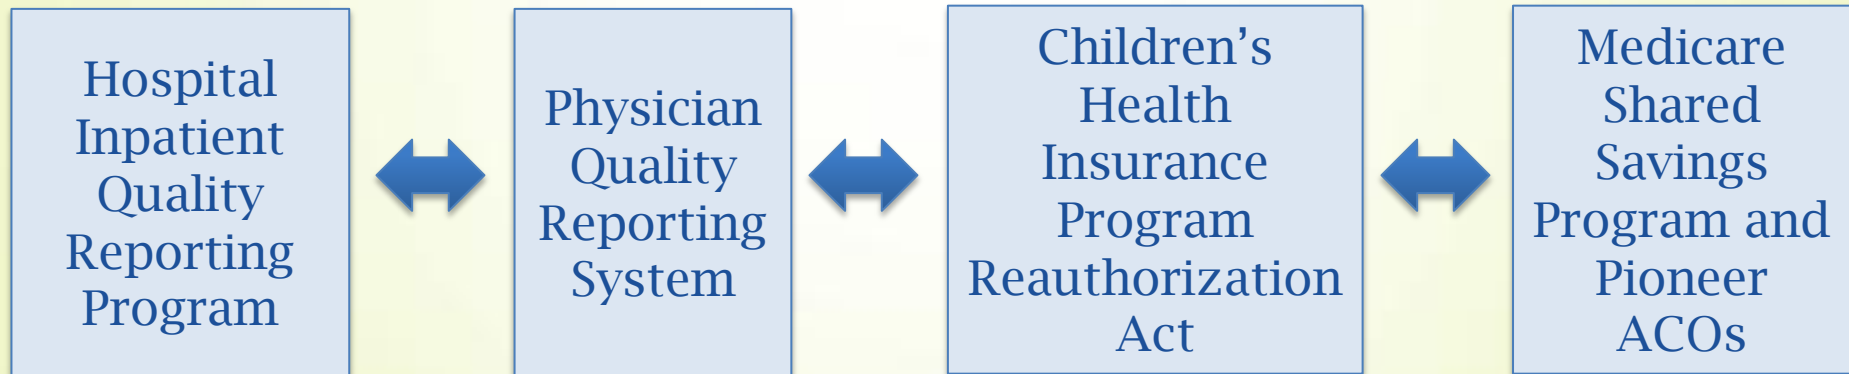 Hospital
Inpatient
Quality
Reporting
Program
Physician
Quality
Reporting
System
Children’s
Health
Insurance
Program
Reauthorization
Act
Medicare
Shared
Savings
Program and
Pioneer
ACOs